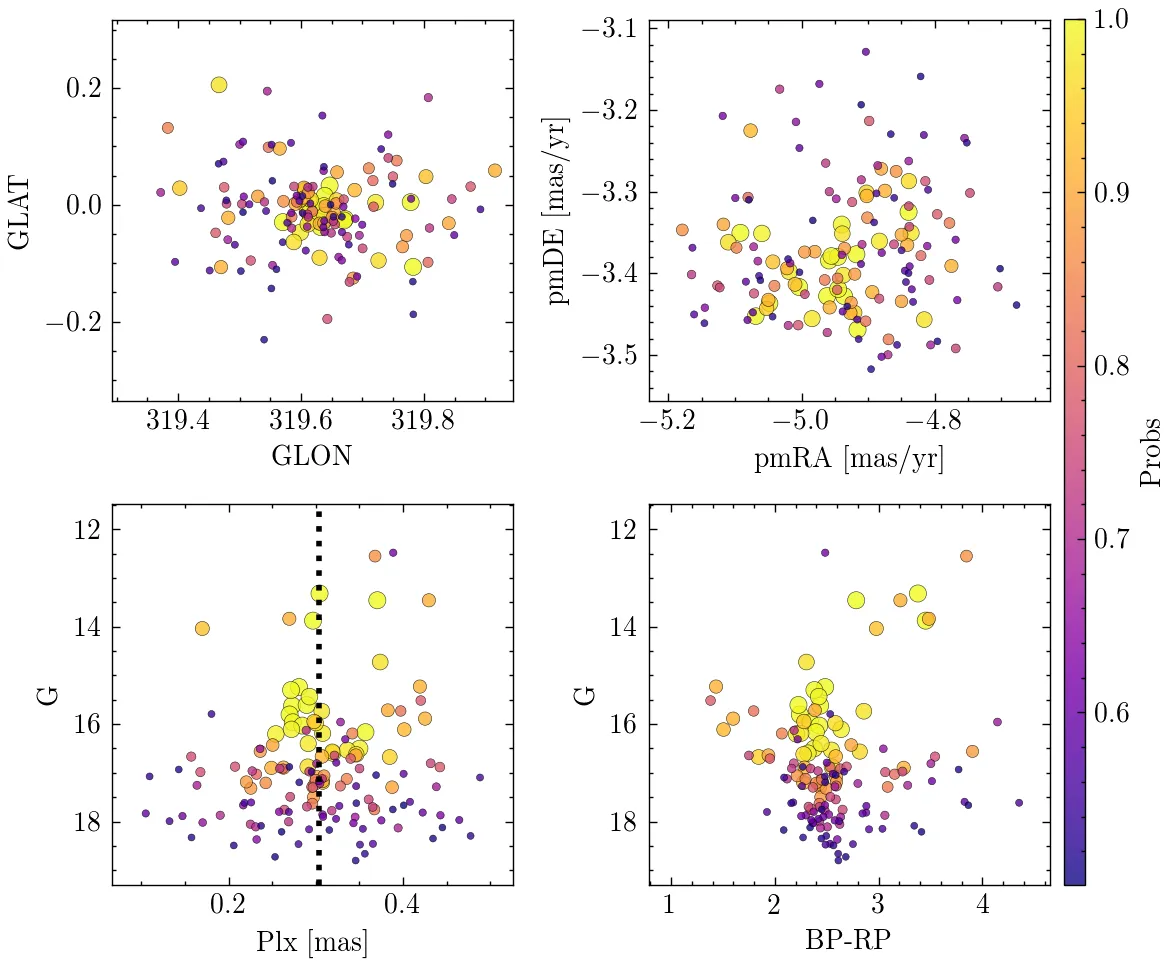 0.2
0.0
−0.2
GLAT
319.4 319.6 319.8
GLON
−3.1
−3.2
−3.3
−3.4
−3.5
pmDE [mas/yr]
−5.2 −5.0 −4.8
pmRA [mas/yr]
1.0
0.9
0.8
0.7
0.6
Probs
12
14
16
18
G
0.2 0.4
Plx [mas]
12
14
16
18
G
1 2 3 4
BP-RP